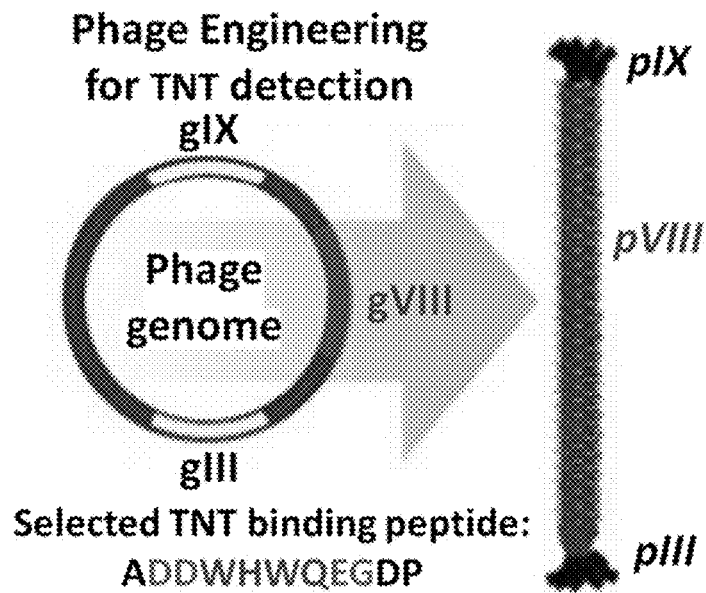 Phage Engineering
for TNT detection
gIX
Phage
genome
gVIII
gIII
Selected TNT binding peptide:
ADDWHWQEGDP
pIX
pVIII
pIII